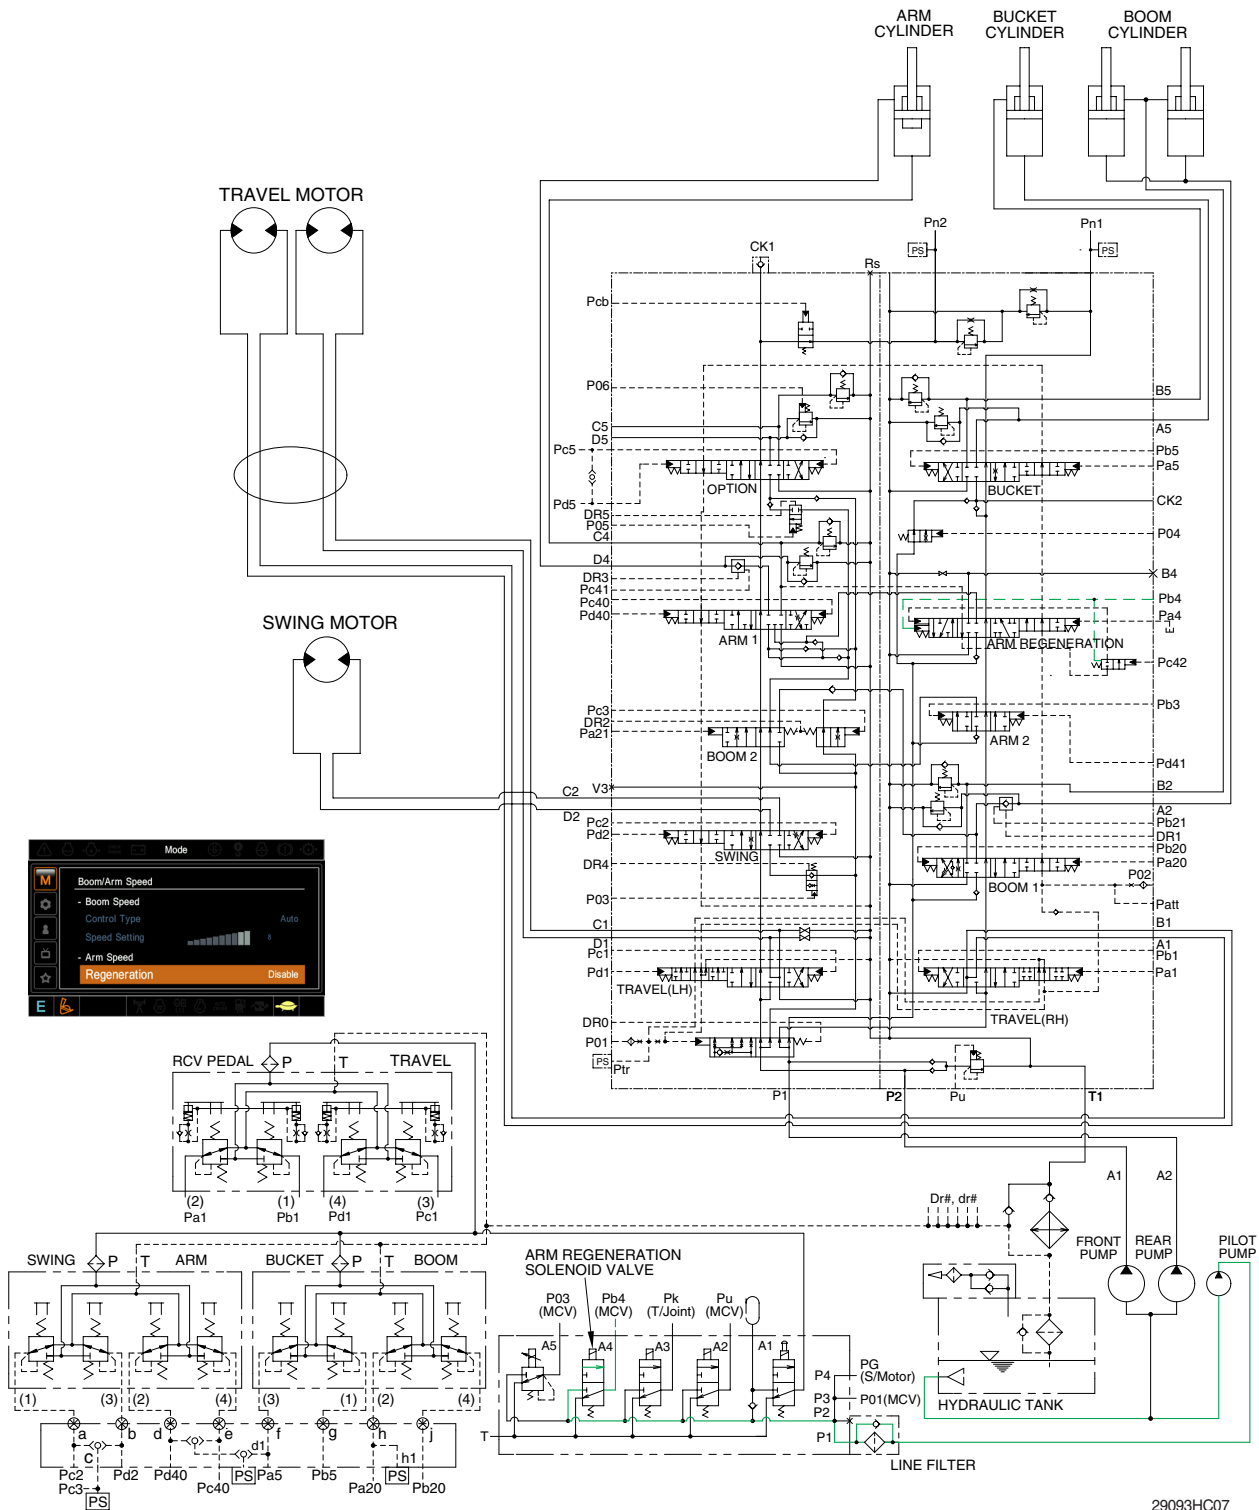 ARM
CYLINDER
BUCKET
CYLINDER
BOOM
CYLINDER
TRAVEL MOTOR
Pn2
Pn1
PS
PS
CK1
Rs
Pcb
P06
B5
C5
D5
A5
Pc5
Pb5
Pa5
OPTION
BUCKET
Pd5
CK2
DR5
P05
C4
P04
D4
B4
DR3
Pc41
Pc40
Pb4
Pd40
Pa4
E
ARM 1
ARM REGENERATION
SWING MOTOR
Pc42
Pc3
Pb3
DR2
Pa21
ARM 2
BOOM 2
Pd41
C2
V3
B2
D2
A2
Pc2
Pb21
Pd2
DR1
SWING
Pb20
DR4
Pa20
BOOM 1
P02
P03
Patt
C1
B1
D1
A1
Pc1
Pb1
Pd1
Pa1
TRAVEL(LH)
TRAVEL(RH)
DR0
P01
PS
Ptr
P1
P2
Pu
T1
Mode
M
Boom/Arm Speed
- Boom Speed
Control Type
Auto
Speed Setting
- Arm Speed
Regeneration
Disable
E
RCV PEDAL
P
T
TRAVEL
(2)
(1)
(4)
(3)
Pa1
Pb1
Pd1
Pc1
A1
A2
Dr#, dr#
FRONT
PUMP
REAR
PUMP
PILOT
PUMP
SWING
P
T
ARM
BUCKET
P
T
BOOM
ARM REGENERATION
SOLENOID VALVE
P03
(MCV)
Pb4
(MCV)
Pk
(T/Joint)
Pu
(MCV)
A5
A4
A3
A2
A1
P4
PG
(S/Motor)
P3
P01(MCV)
P2
P1
T
HYDRAULIC TANK
LINE FILTER
(1)
(3)
(2)
(4)
(3)
(1)
(2)
(4)
a
b
d
e
f
g
h
j
c
d1
h1
Pc2
Pd2
Pd40
PS
Pa5
Pb5
PS
Pc3
Pc40
Pa20
Pb20
PS
29093HC07